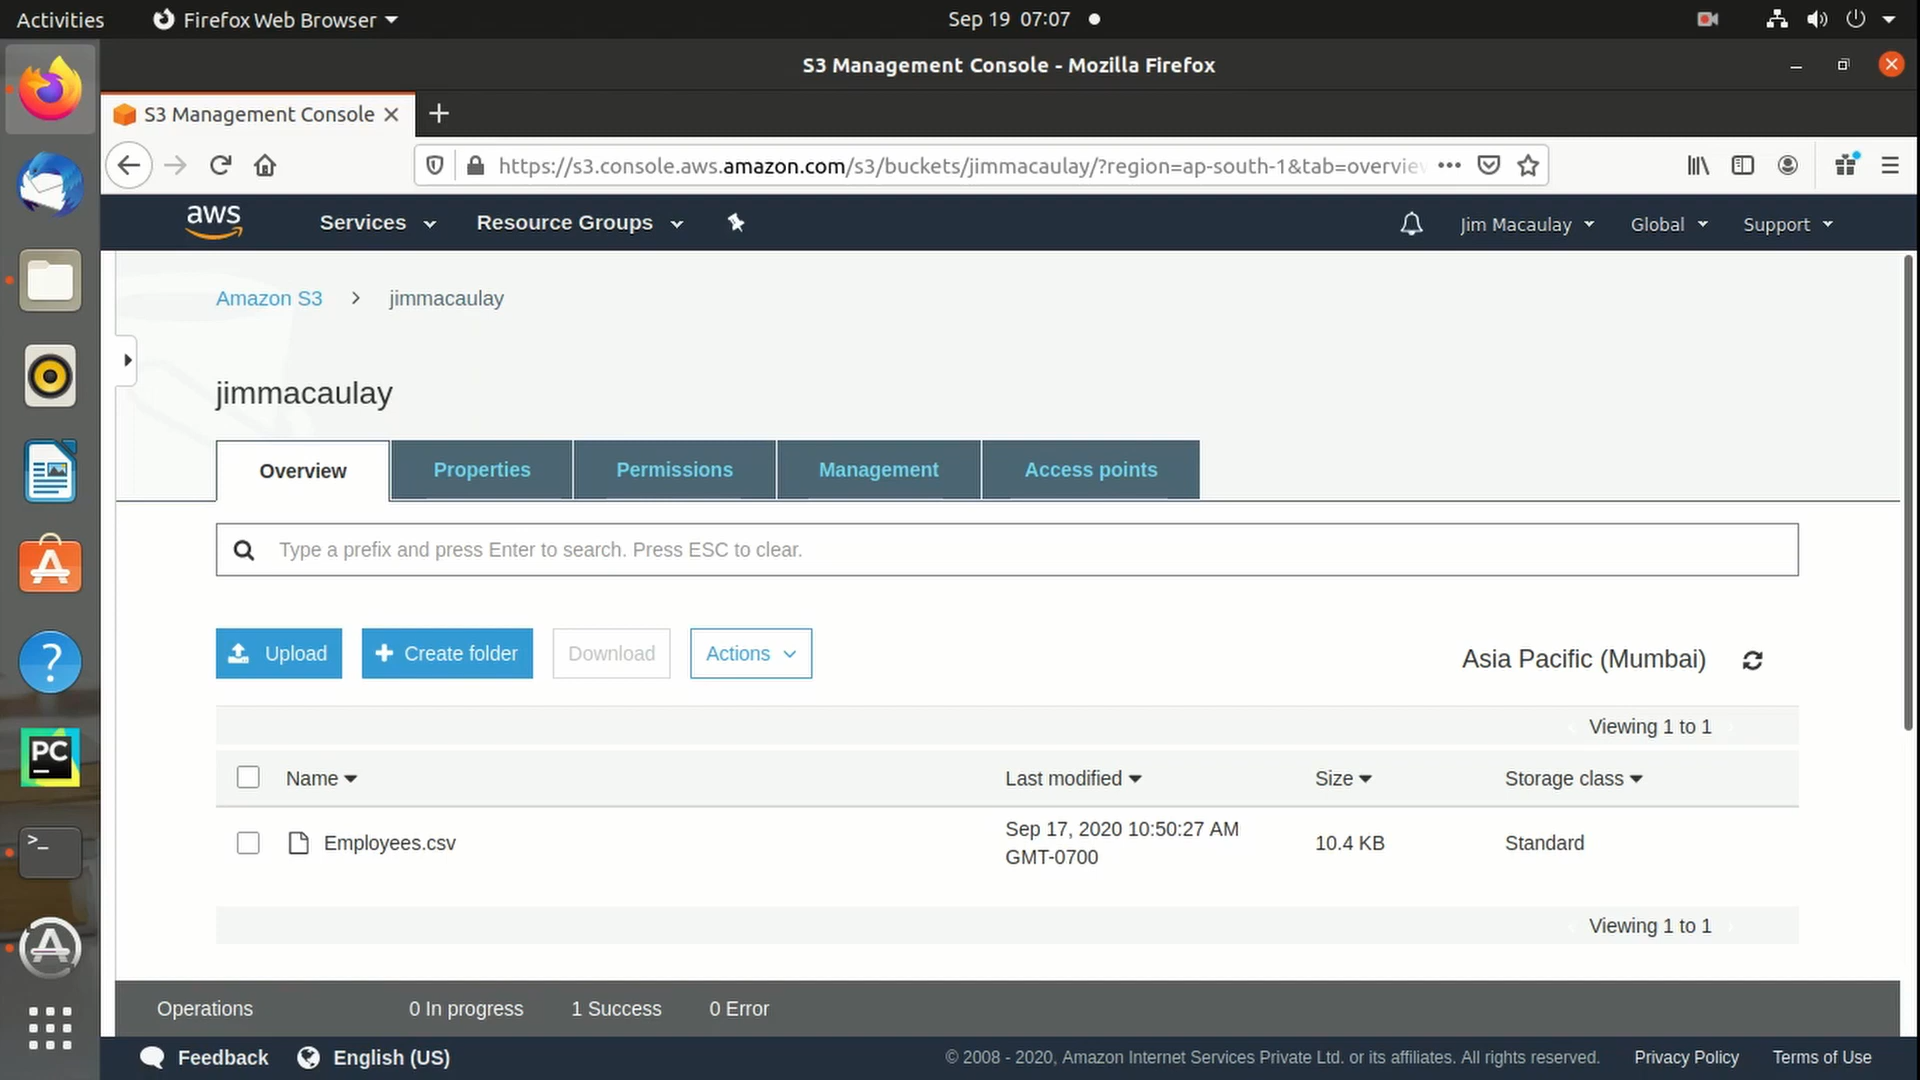 Activities
Firefox Web Browser
Sep 19 07:07
S3 Management Console - Mozilla Firefox
S3 Management Console
https://s3.console.aws.amazon.com/s3/buckets/jimmacaulay/?region=ap-south-1&tab=overvie
aws
Services
Resource Groups
Jim Macaulay
Global
Support
Amazon S3 > jimmacaulay
jimmacaulay
Overview
Properties
Permissions
Management
Access points
Type a prefix and press Enter to search. Press ESC to clear.
Upload
+ Create folder
Download
Actions
Asia Pacific (Mumbai)
Viewing 1 to 1
Name
Last modified
Size
Storage class
Employees.csv
Sep 17, 2020 10:50:27 AM
GMT-0700
10.4 KB
Standard
Viewing 1 to 1
PC
>_
Operations
0 In progress
1 Success
0 Error
Feedback
English (US)
© 2008 - 2020, Amazon Internet Services Private Ltd. or its affiliates. All rights reserved.
Privacy Policy
Terms of Use